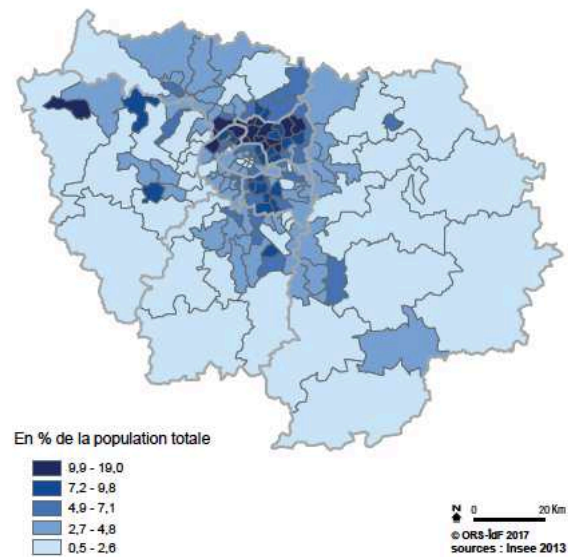 En % de la population totale
9,9 - 19,0
7,2 - 9,8
4,9 - 7,1
2,7 - 4,8
0,5 - 2,6
N 0 20 Km
© ORS-IdF 2017
sources : Insee 2013